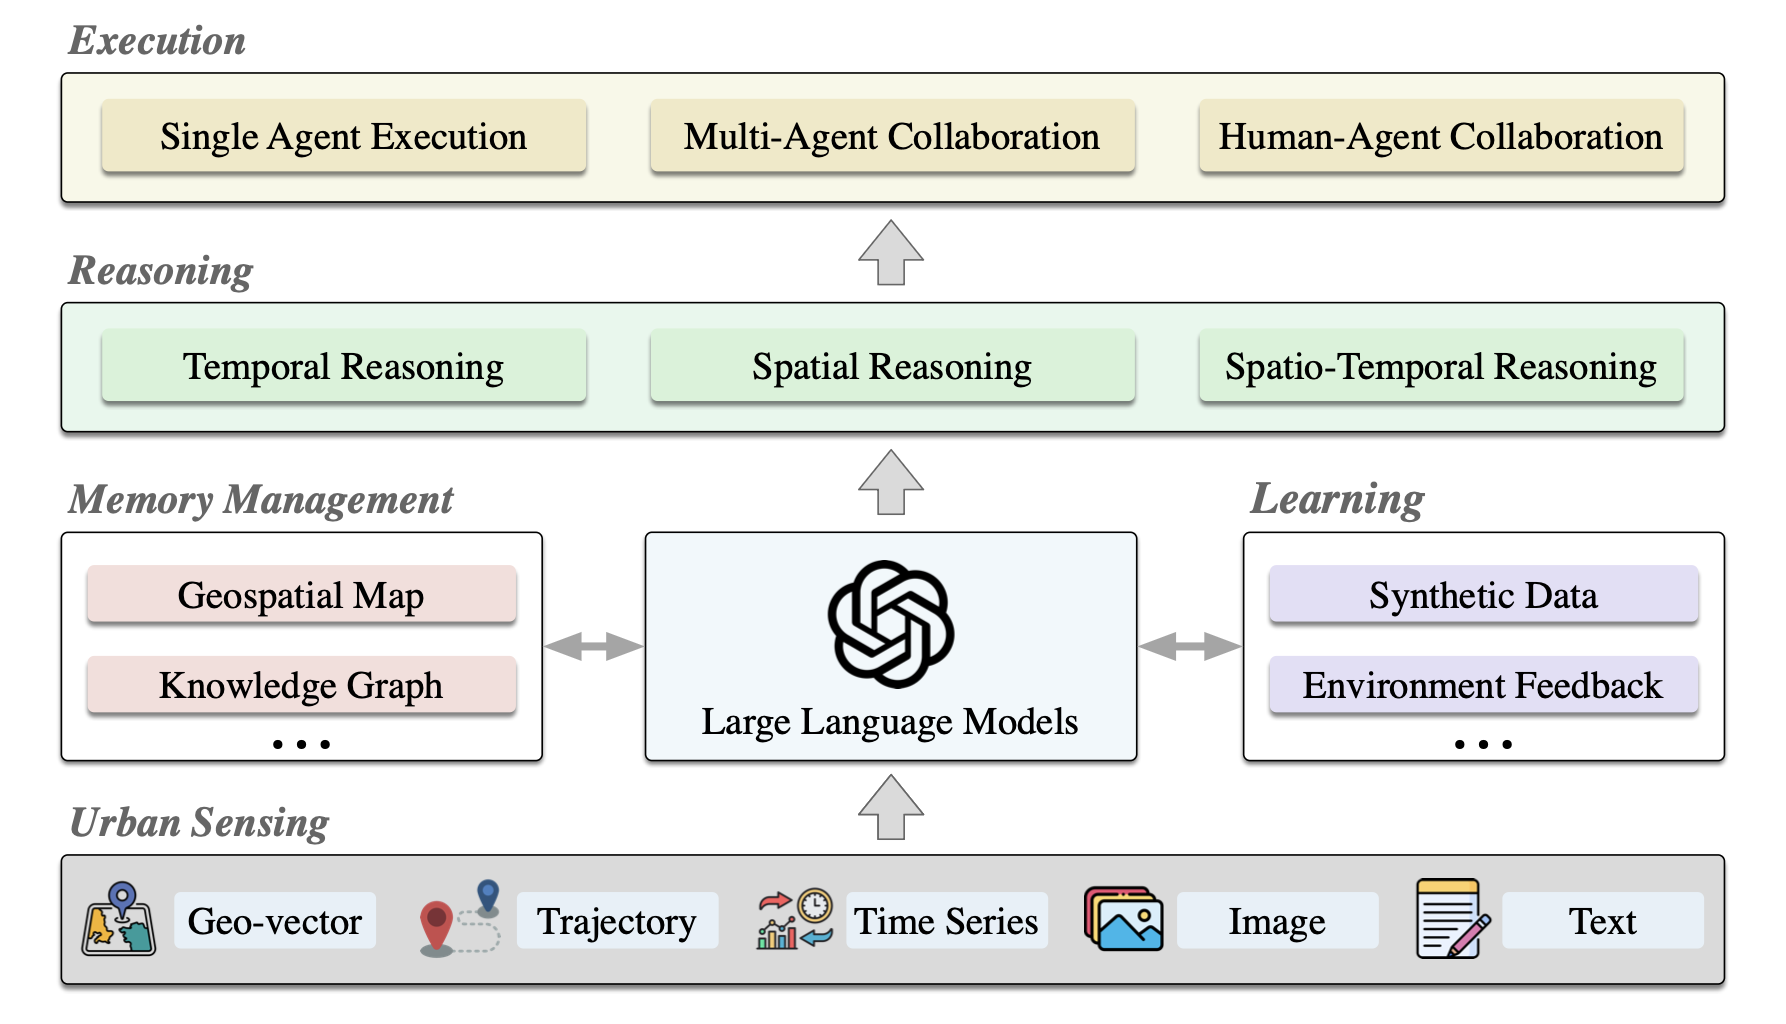 Execution
Single Agent Execution
Multi-Agent Collaboration
Human-Agent Collaboration
Reasoning
Temporal Reasoning
Spatial Reasoning
Spatio-Temporal Reasoning
Memory Management
Geospatial Map
Knowledge Graph
...
Large Language Models
Learning
Synthetic Data
Environment Feedback
...
Urban Sensing
Geo-vector
Trajectory
Time Series
Image
Text